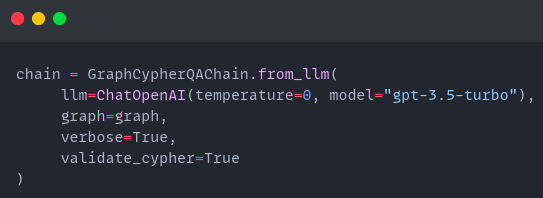 chain = GraphCypherQAChain.from_llm(
     llm=ChatOpenAI(temperature=0, model="gpt-3.5-turbo"),
     graph=graph,
     verbose=True,
     validate_cypher=True
)